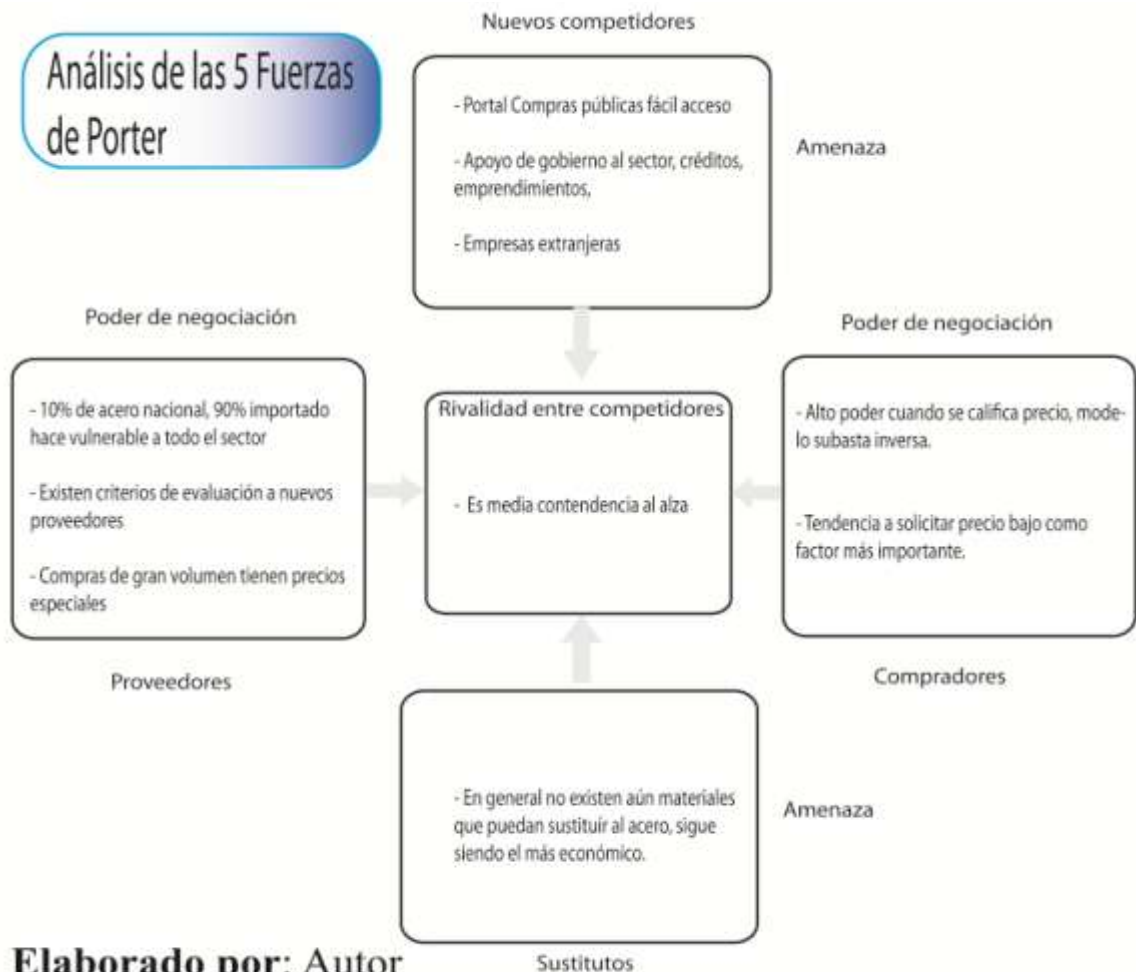 Análisis de las 5 Fuerzas
de Porter
Nuevos competidores
- Portal Compras públicas fácil acceso
- Apoyo de gobierno al sector, créditos,
emprendimientos,
- Empresas extranjeras
Amenaza
Poder de negociación
- 10% de acero nacional, 90% importado
hace vulnerable a todo el sector
- Existen criterios de evaluación a nuevos
proveedores
- Compras de gran volumen tienen precios
especiales
Proveedores
Rivalidad entre competidores
- Es media contendencia al alza
Poder de negociación
- Alto poder cuando se califica precio, mode-
lo subasta inversa.
- Tendencia a solicitar precio bajo como
factor más importante.
Compradores
- En general no existen aún materiales
que puedan sustituír al acero, sigue
siendo el más económico.
Amenaza
Sustitutos
Elaborado por: Autor